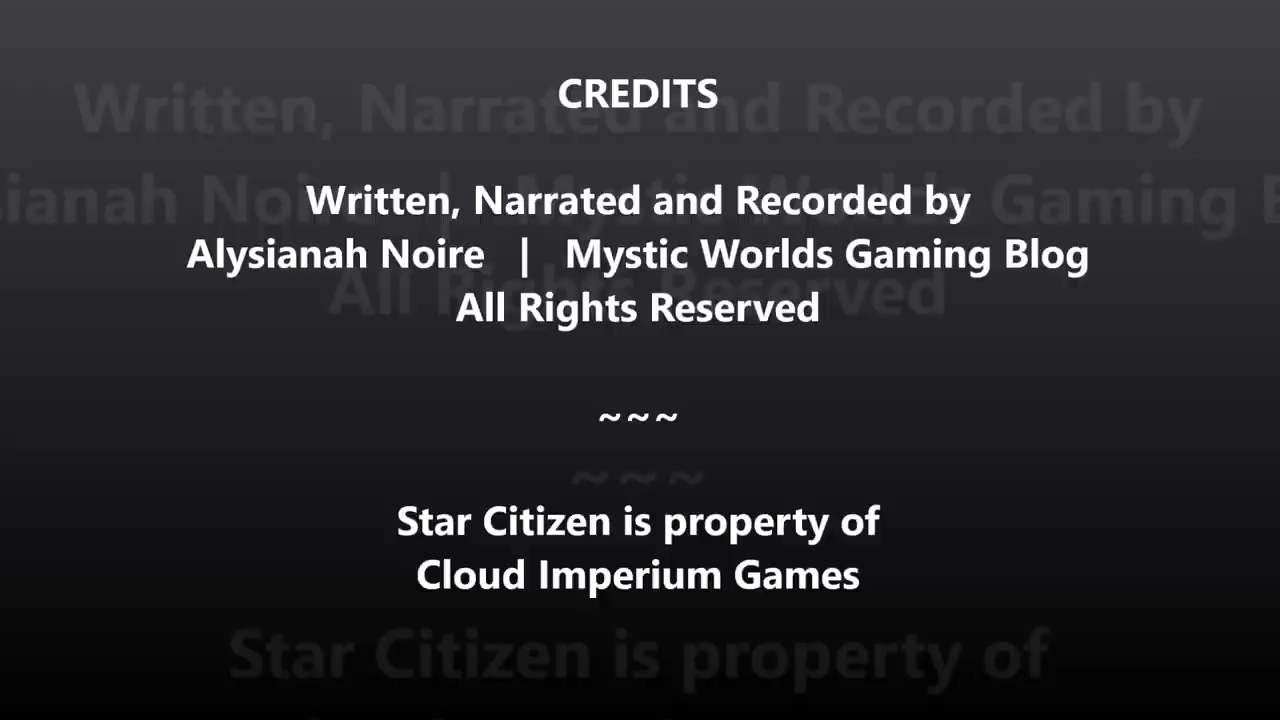 CREDITS
Written, Narrated and Recorded by
Alysianah Noire | Mystic Worlds Gaming Blog
All Rights Reserved
~~~
Star Citizen is property of
Cloud Imperium Games